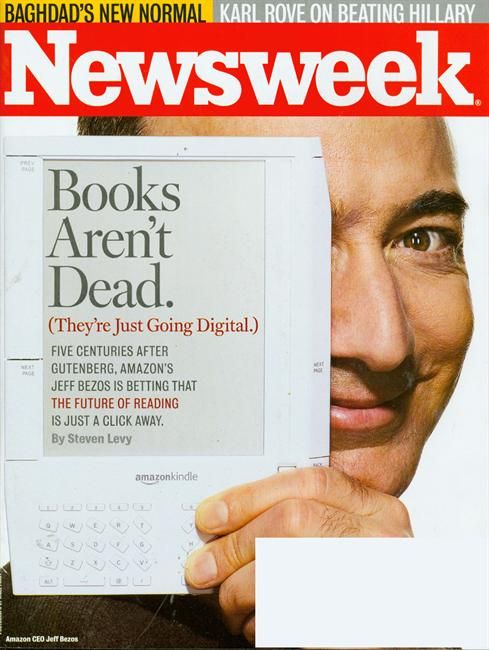 BAGHDAD'S NEW NORMAL
KARL ROVE ON BEATING HILLARY
Newsweek®
PREV
PAGE
Books
Aren't
Dead.
(They're Just Going Digital.)
FIVE CENTURIES AFTER
GUTENBERG, AMAZON'S
JEFF BEZOS IS BETTING THAT
THE FUTURE OF READING
IS JUST A CLICK AWAY.
By Steven Levy
NEXT
PAGE
NEXT
PAGE
BACK
amazonkindle
Q W E R T Y
A S D F G H
Z X C V
ALT @ /
Amazon CEO Jeff Bezos